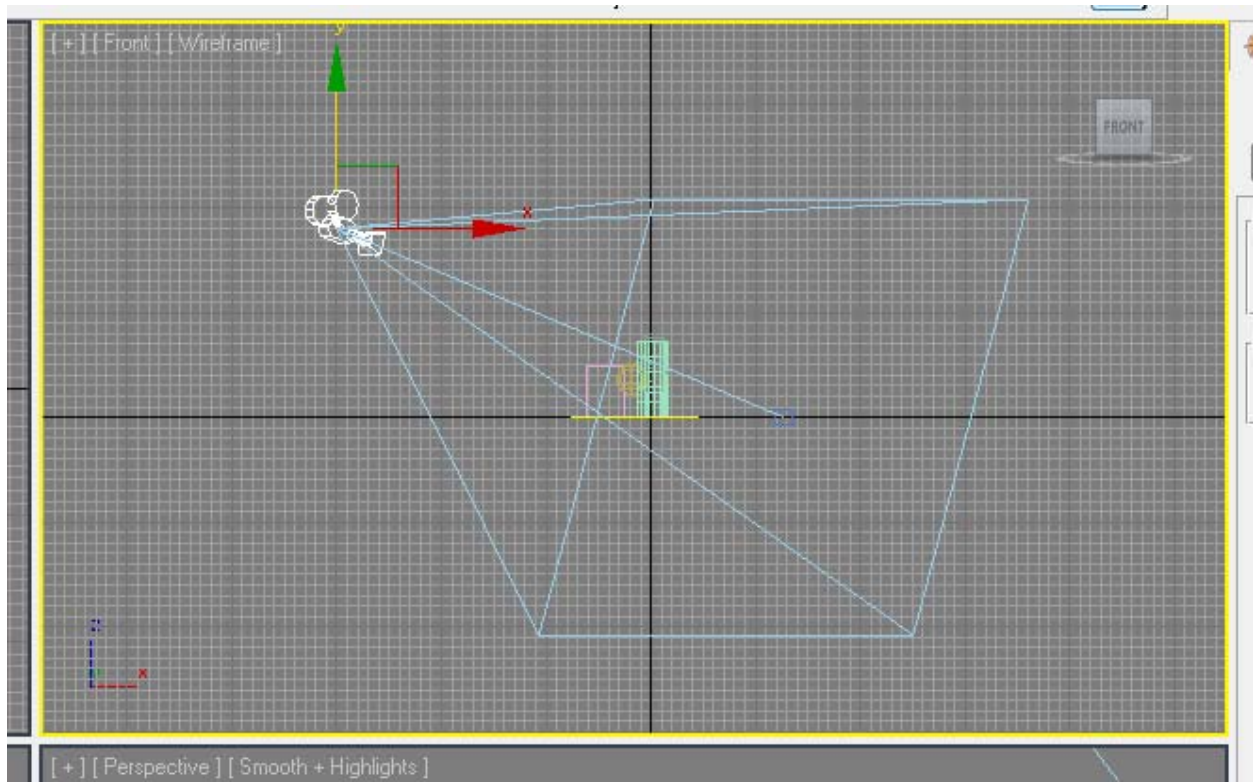 [ + ] [ Front ] [ Wireframe ]
y
FRONT
x
z
x
[ + ] [ Perspective ] [ Smooth + Highlights ]